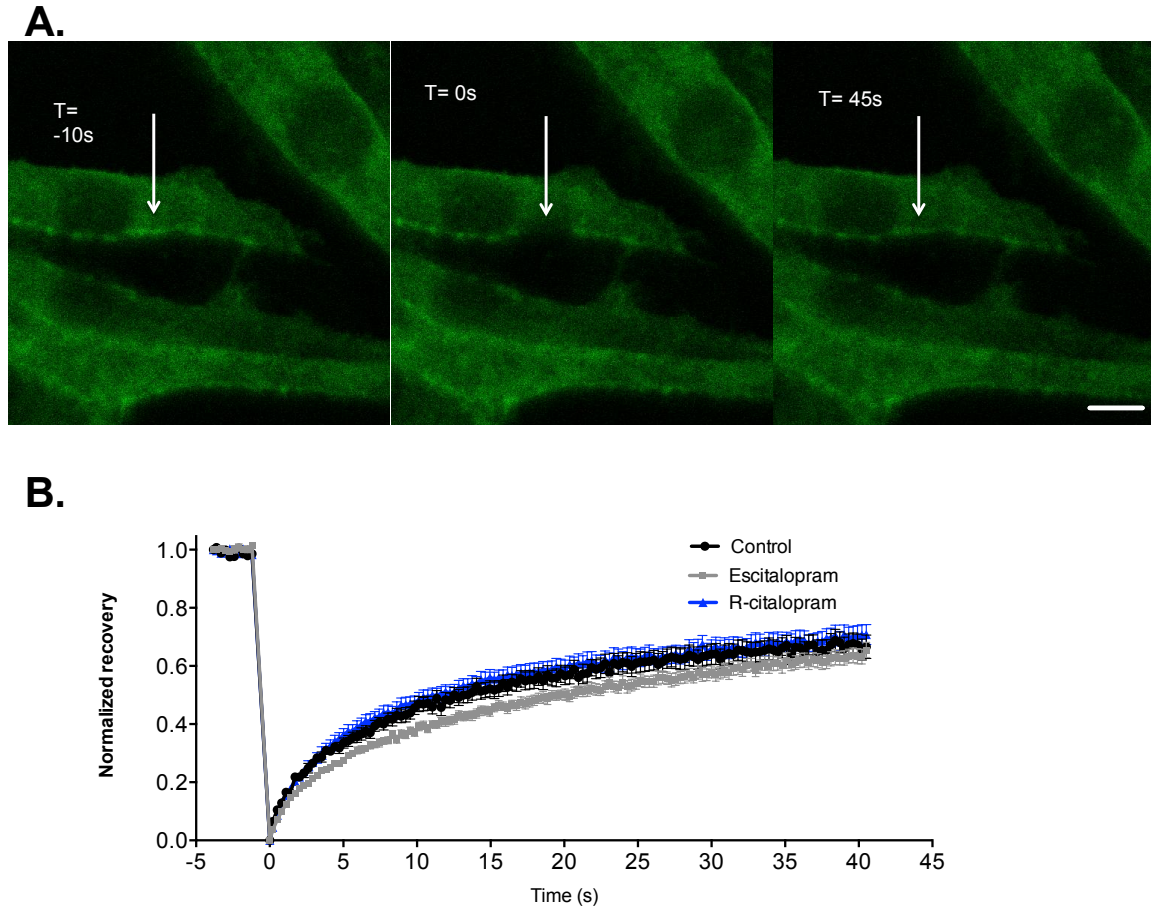 A.
T=
-10s
T= 0s
T= 45s
B.
Control
Escitalopram
R-citalopram
Normalized recovery
1.0
0.8
0.6
0.4
0.2
0.0
-5 0 5 10 15 20 25 30 35 40 45
Time (s)